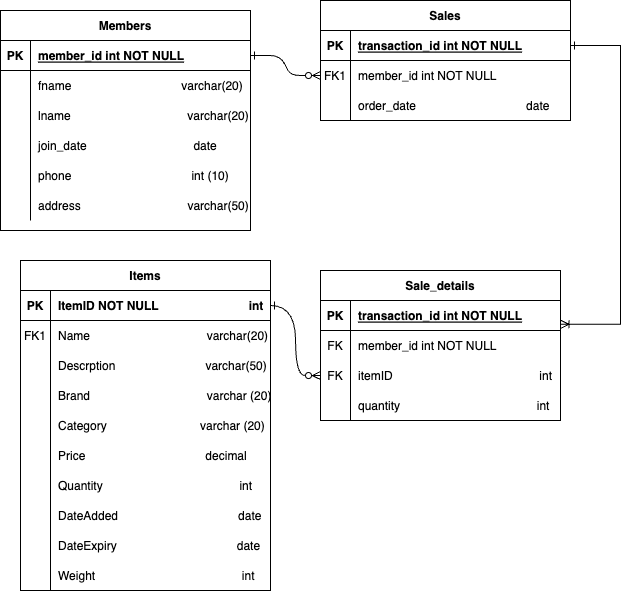 Members
PK member_id int NOT NULL
fname varchar(20)
lname varchar(20)
join_date date
phone int (10)
address varchar(50)
Sales
PK transaction_id int NOT NULL
FK1 member_id int NOT NULL
order_date date
Items
PK ItemID NOT NULL int
FK1 Name varchar(20)
Descrption varchar(50)
Brand varchar (20)
Category varchar (20)
Price decimal
Quantity int
DateAdded date
DateExpiry date
Weight int
Sale_details
PK transaction_id int NOT NULL
FK member_id int NOT NULL
FK itemID int
quantity int